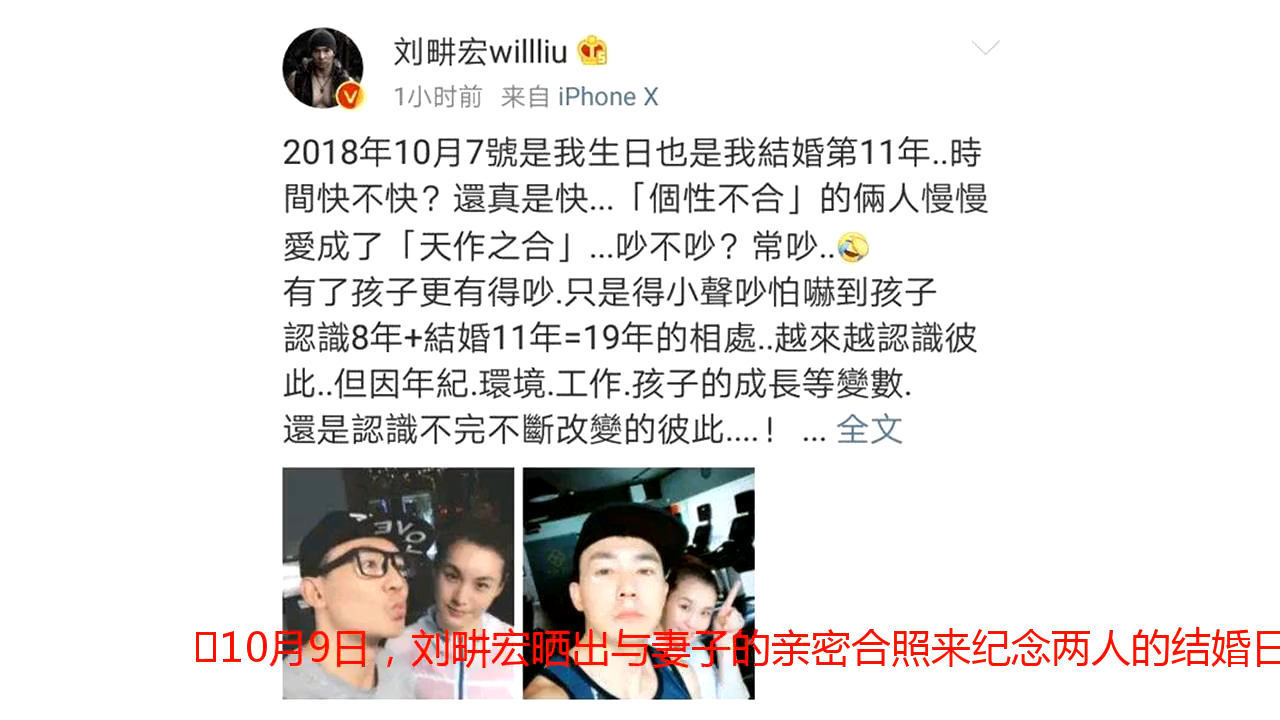 刘畊宏willliu
1小时前 来自 iPhone X
2018年10月7號是我生日也是我結婚第11年..時
間快不快？還真是快...「個性不合」的倆人慢慢
愛成了「天作之合」...吵不吵？常吵..
有了孩子更有得吵.只是得小聲吵怕嚇到孩子
認識8年+結婚11年=19年的相處..越來越認識彼
此..但因年紀.環境.工作.孩子的成長等變數.
還是認識不完不斷改變的彼此....！ ... 全文
LOVE
10月9日，刘畊宏晒出与妻子的亲密合照来纪念两人的结婚日